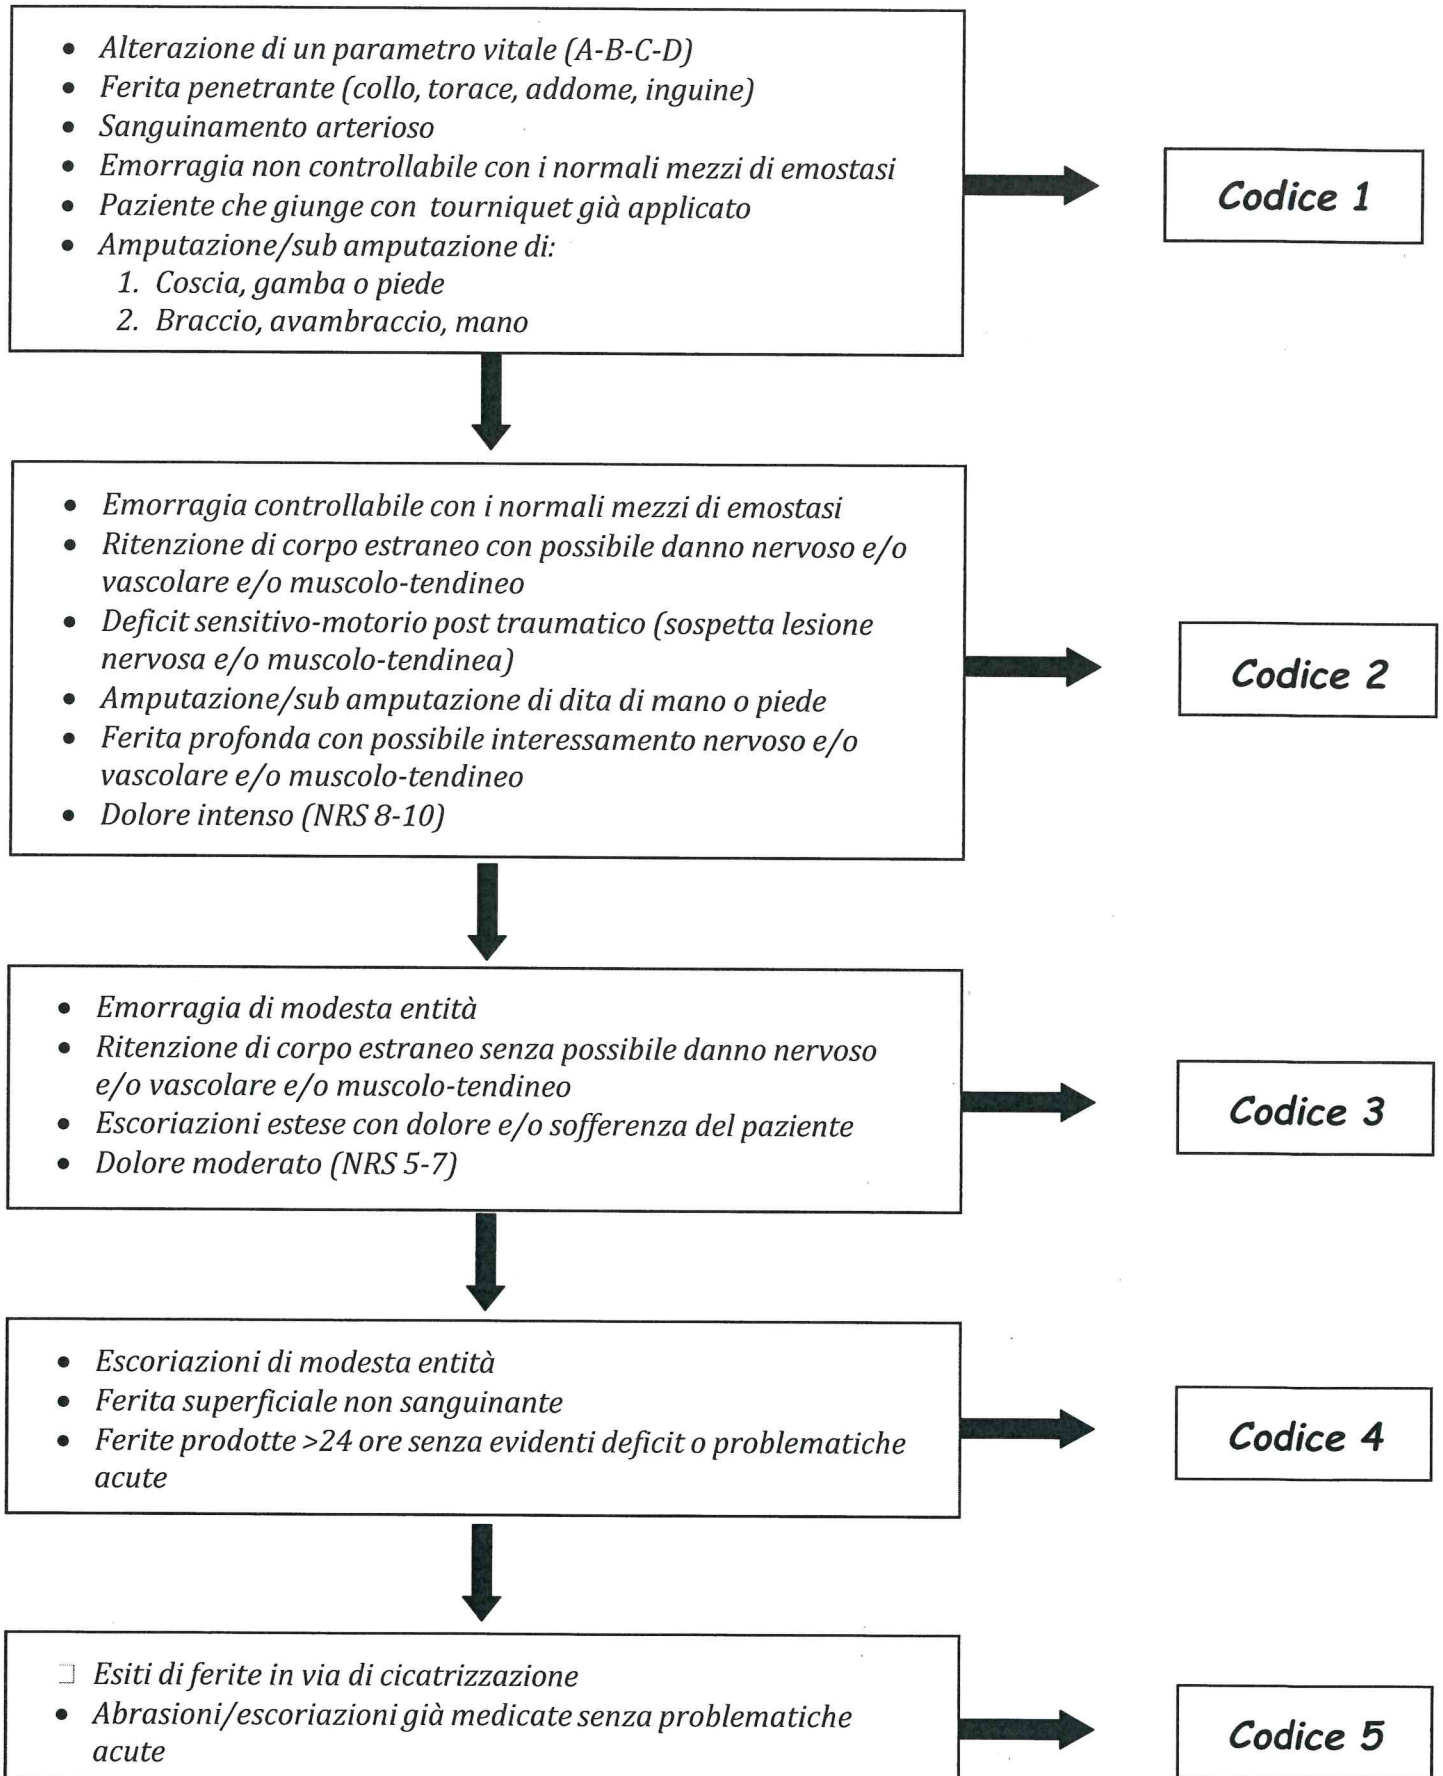 • Alterazione di un parametro vitale (A-B-C-D)
• Ferita penetrante (collo, torace, addome, inguine)
• Sanguinamento arterioso
• Emorragia non controllabile con i normali mezzi di emostasi
• Paziente che giunge con tourniquet già applicato
• Amputazione/sub amputazione di:
1. Coscia, gamba o piede
2. Braccio, avambraccio, mano
Codice 1
• Emorragia controllabile con i normali mezzi di emostasi
• Ritenzione di corpo estraneo con possibile danno nervoso e/o
vascolare e/o muscolo-tendineo
• Deficit sensitivo-motorio post traumatico (sospetta lesione
nervosa e/o muscolo-tendinea)
• Amputazione/sub amputazione di dita di mano o piede
• Ferita profonda con possibile interessamento nervoso e/o
vascolare e/o muscolo-tendineo
• Dolore intenso (NRS 8-10)
Codice 2
• Emorragia di modesta entità
• Ritenzione di corpo estraneo senza possibile danno nervoso
e/o vascolare e/o muscolo-tendineo
• Escoriazioni estese con dolore e/o sofferenza del paziente
• Dolore moderato (NRS 5-7)
Codice 3
• Escoriazioni di modesta entità
• Ferita superficiale non sanguinante
• Ferite prodotte >24 ore senza evidenti deficit o problematiche
acute
Codice 4
Esiti di ferite in via di cicatrizzazione
• Abrasioni/escoriazioni già medicate senza problematiche
acute
Codice 5